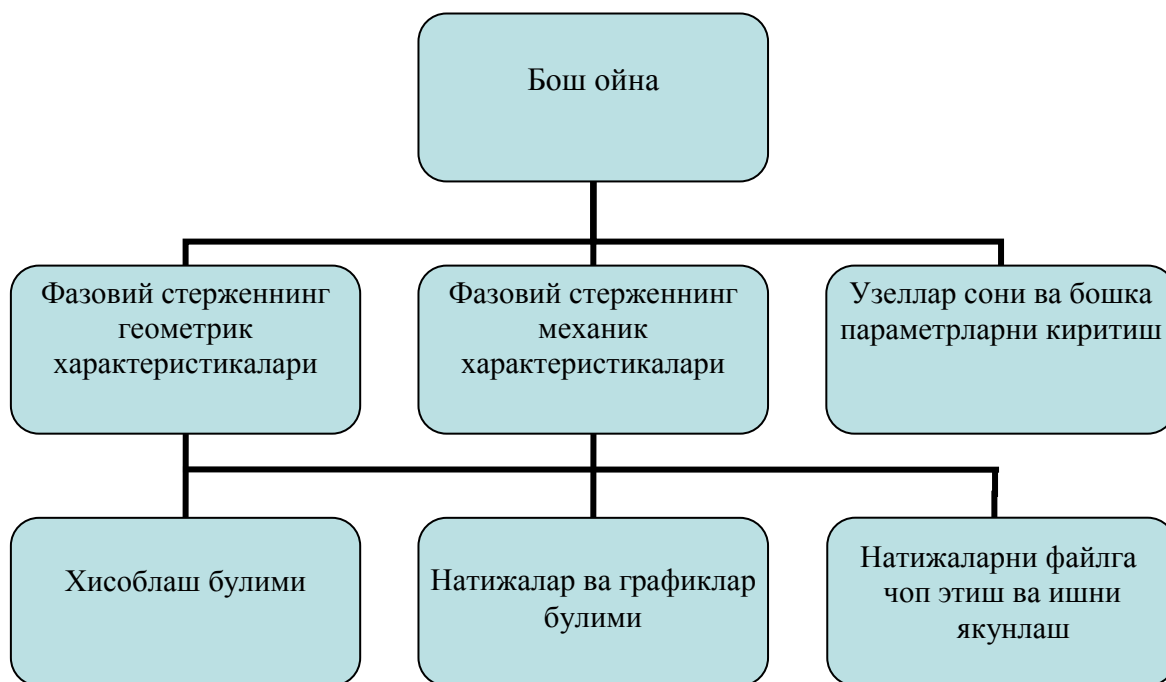 Бош ойна
Фазовий стерженнинг
геометрик
характеристикалари
Фазовий стерженнинг
механик
характеристикалари
Узеллар сони ва бошка
параметрларни киритиш
Хисоблаш булими
Натижалар ва графиклар
булими
Натижаларни файлга
чоп этиш ва ишни
якунлаш